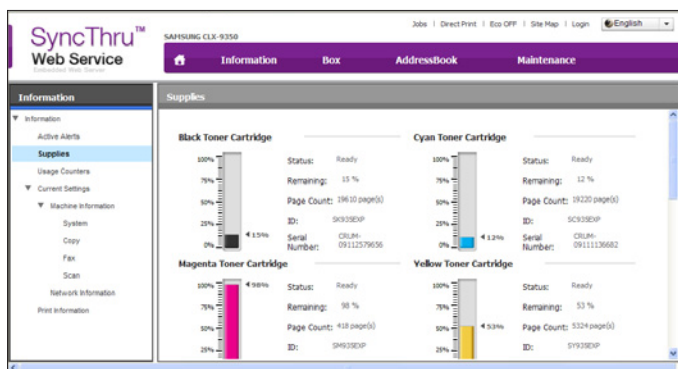 Jobs | Direct Print | Eco OFF | Site Map | Login English
SyncThru™
Web Service
Embedded Web Server
SAMSUNG CLX-9350
Information Box AddressBook Maintenance
Information
Information
Active Alerts
Supplies
Usage Counters
Current Settings
Machine Information
System
Copy
Fax
Scan
Network Information
Print Information
Supplies
Black Toner Cartridge
100%
75%
50%
25%
0%
15%
Status: Ready
Remaining: 15 %
Page Count: 19610 page(s)
ID: SK935EXP
Serial Number: CRUM-09112579656
Cyan Toner Cartridge
100%
75%
50%
25%
0%
12%
Status: Ready
Remaining: 12 %
Page Count: 19220 page(s)
ID: SC935EXP
Serial Number: CRUM-09111136682
Magenta Toner Cartridge
100%
75%
50%
25%
98%
Status: Ready
Remaining: 98 %
Page Count: 418 page(s)
ID: SM935EXP
Yellow Toner Cartridge
100%
75%
50%
25%
53%
Status: Ready
Remaining: 53 %
Page Count: 5324 page(s)
ID: SY935EXP